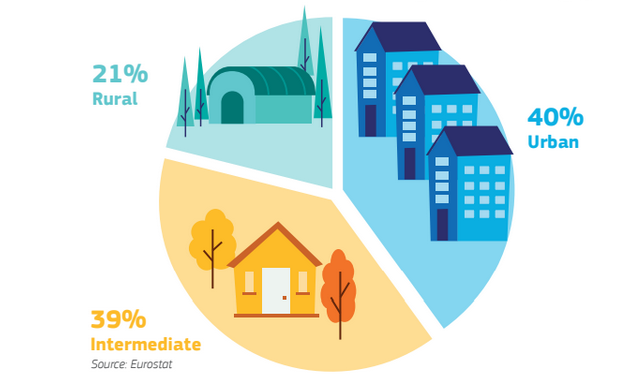 21%
Rural
40%
Urban
39%
Intermediate
Source: Eurostat